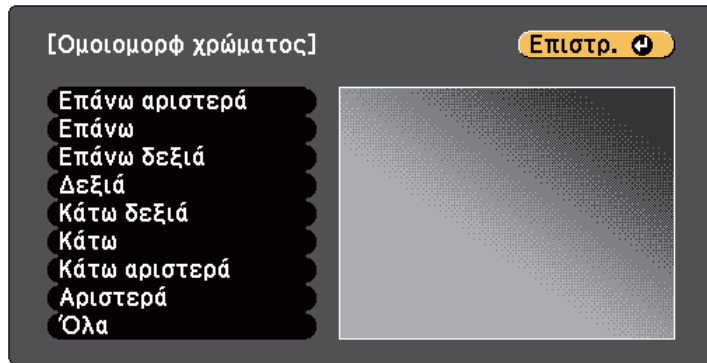 [Ομοιομορφ χρώματος]
Επιστρ.
Επάνω αριστερά
Επάνω
Επάνω δεξιά
Δεξιά
Κάτω δεξιά
Κάτω
Κάτω αριστερά
Αριστερά
Όλα